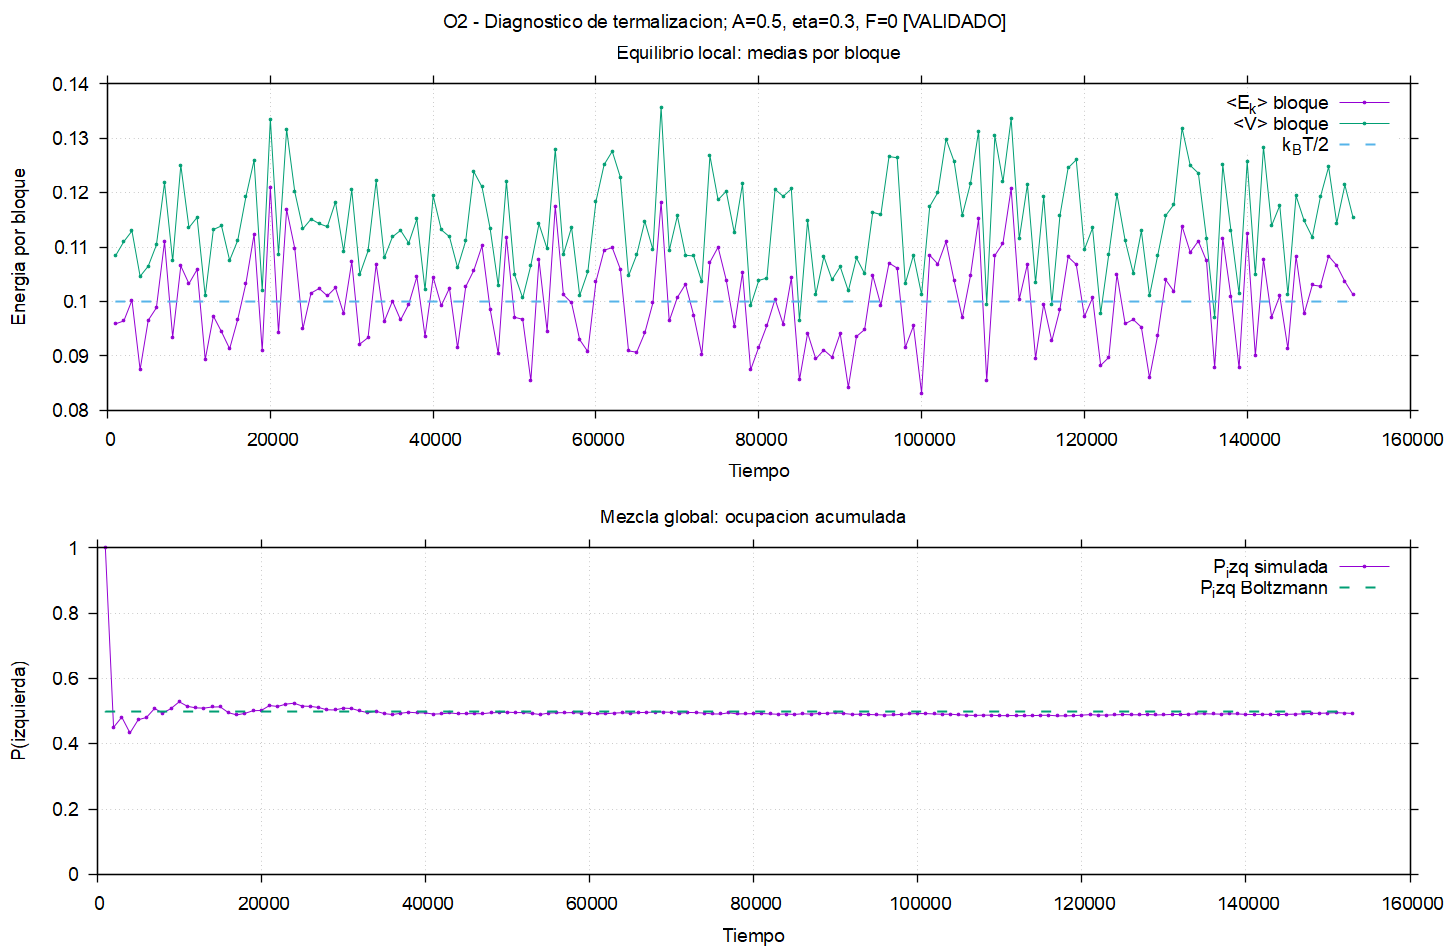 O2 - Diagnostico de termalizacion; A=0.5, eta=0.3, F=0 [VALIDADO]
Equilibrio local: medias por bloque
0.14
0.13
0.12
0.11
0.1
0.09
0.08
Energia por bloque
<Ek> bloque
<V> bloque
kBT/2
0
20000
40000
60000
80000
100000
120000
140000
160000
Tiempo
Mezcla global: ocupacion acumulada
1
0.8
0.6
0.4
0.2
0
P(izquierda)
Pizq simulada
Pizq Boltzmann
0
20000
40000
60000
80000
100000
120000
140000
160000
Tiempo